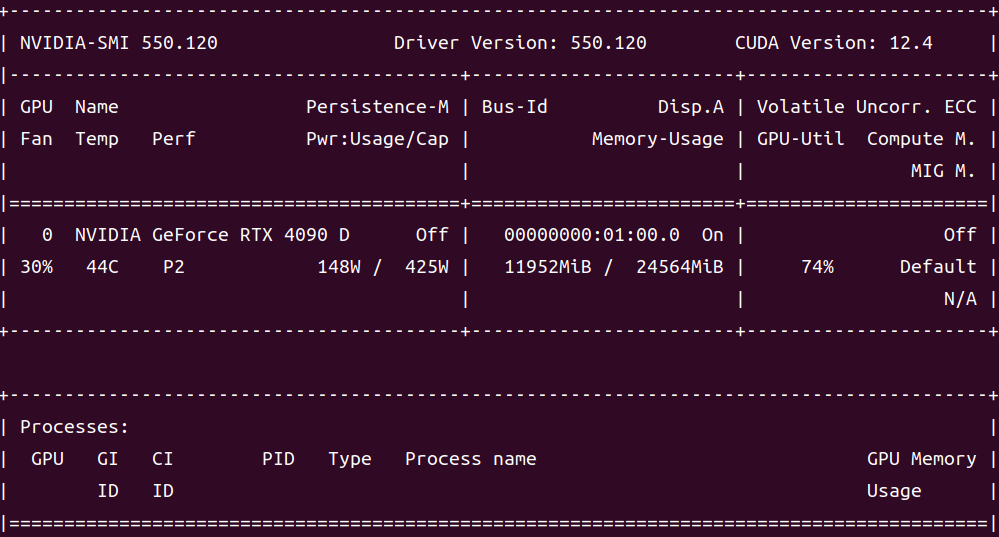 +-----------------------------------------------------------------------------------------+
| NVIDIA-SMI 550.120                Driver Version: 550.120        CUDA Version: 12.4     |
|-----------------------------------------+------------------------+----------------------+
| GPU  Name                 Persistence-M | Bus-Id          Disp.A | Volatile Uncorr. ECC |
| Fan  Temp   Perf          Pwr:Usage/Cap |           Memory-Usage | GPU-Util  Compute M. |
|                                         |                        |               MIG M. |
|=========================================+========================+======================|
|   0  NVIDIA GeForce RTX 4090 D      Off |   00000000:01:00.0  On |                  Off |
| 30%   44C    P2             148W /  425W |   11952MiB /  24564MiB |     74%      Default |
|                                         |                        |                  N/A |
+-----------------------------------------+------------------------+----------------------+
+-----------------------------------------------------------------------------------------+
| Processes:                                                                              |
|  GPU   GI   CI        PID   Type   Process name                              GPU Memory |
|        ID   ID                                                               Usage      |
|=========================================================================================|